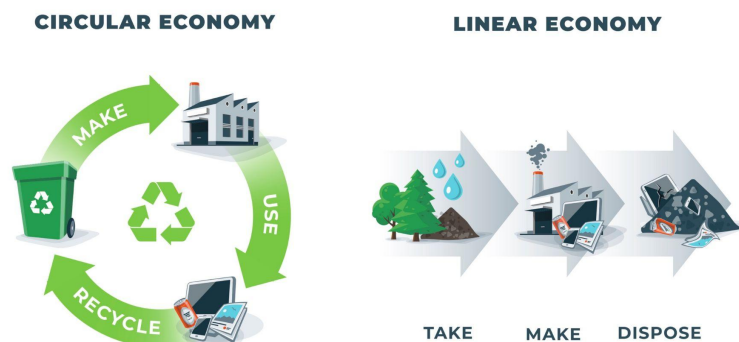 CIRCULAR ECONOMY
MAKE
USE
RECYCLE
LINEAR ECONOMY
TAKE MAKE DISPOSE